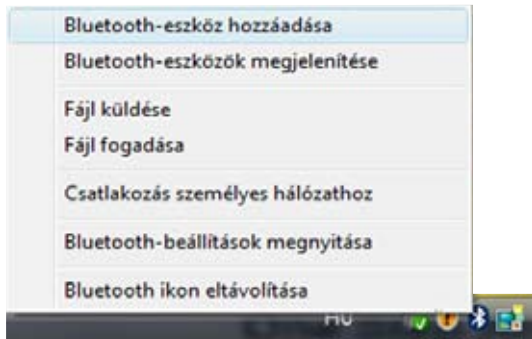 Bluetooth-eszköz hozzáadása
Bluetooth-eszközök megjelenítése
Fájl küldése
Fájl fogadása
Csatlakozás személyes hálózathoz
Bluetooth-beállítások megnyitása
Bluetooth ikon eltávolítása
HU